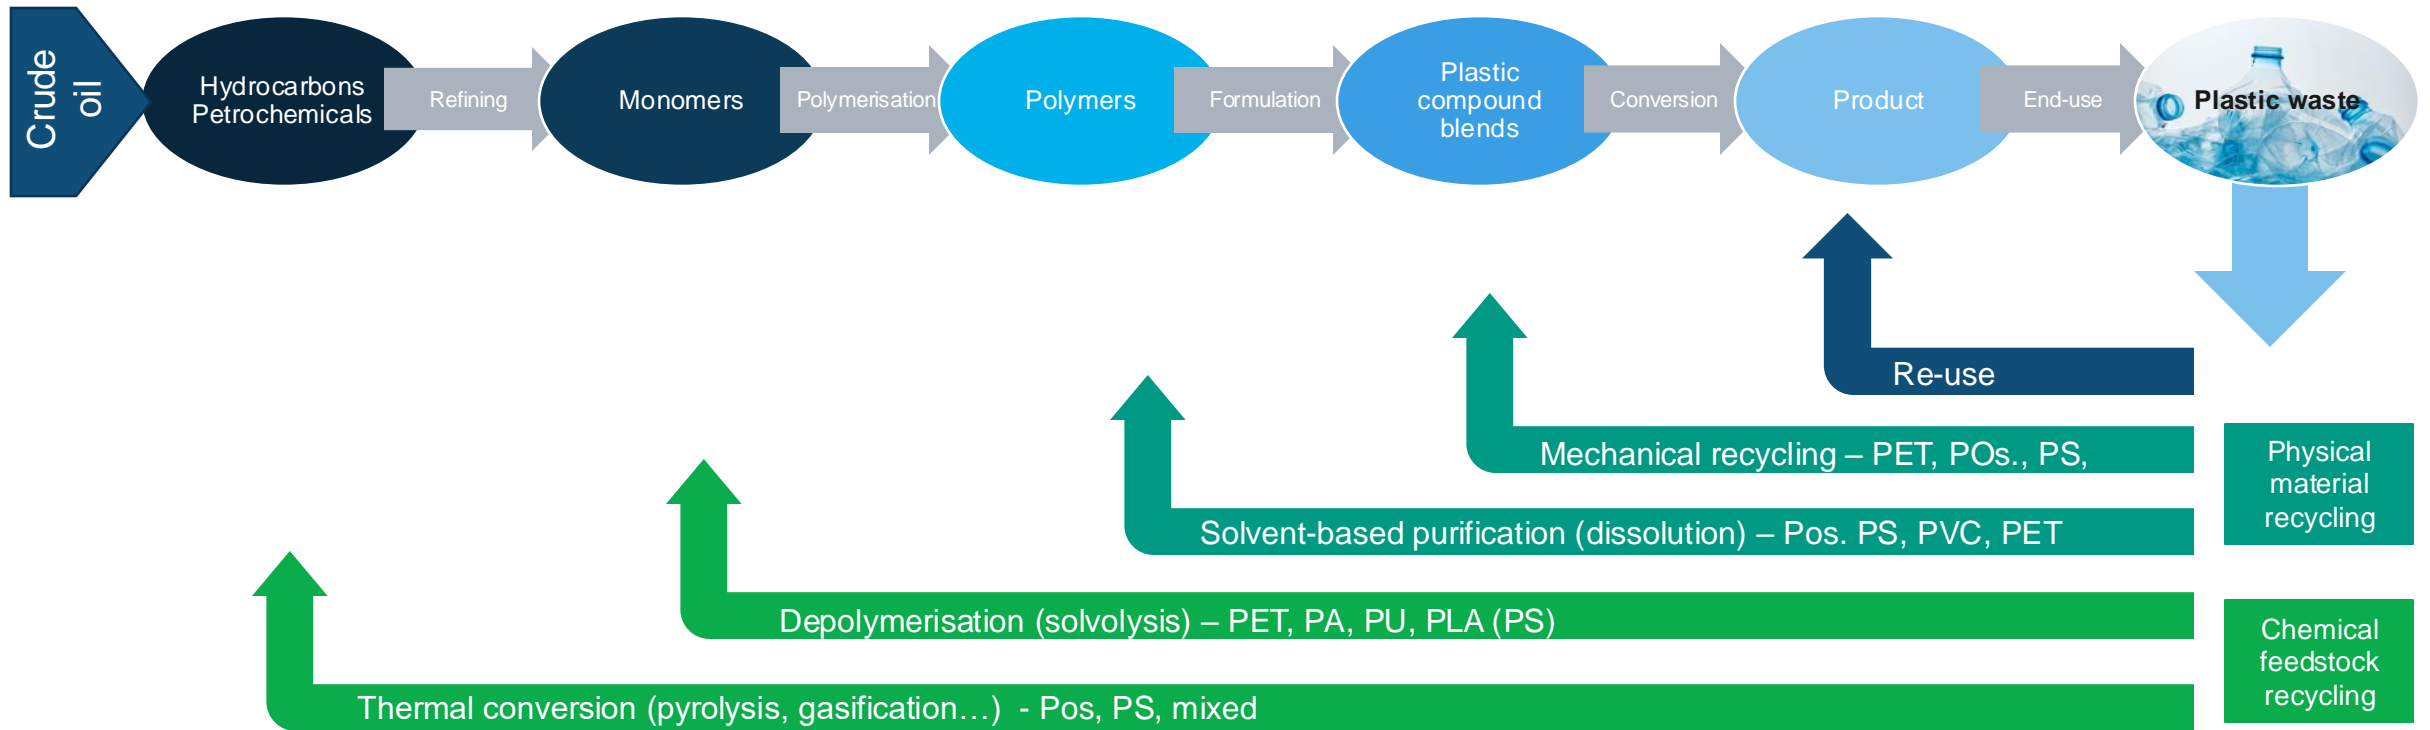 Crude
oil
Hydrocarbons
Petrochemicals
Refining
Monomers
Polymerisation
Polymers
Formulation
Plastic
compound
blends
Conversion
Product
End-use
Plastic waste
Re-use
Mechanical recycling – PET, POs., PS,
Physical
material
recycling
Solvent-based purification (dissolution) – Pos. PS, PVC, PET
Depolymerisation (solvolysis) – PET, PA, PU, PLA (PS)
Chemical
feedstock
recycling
Thermal conversion (pyrolysis, gasification…)  - Pos, PS, mixed